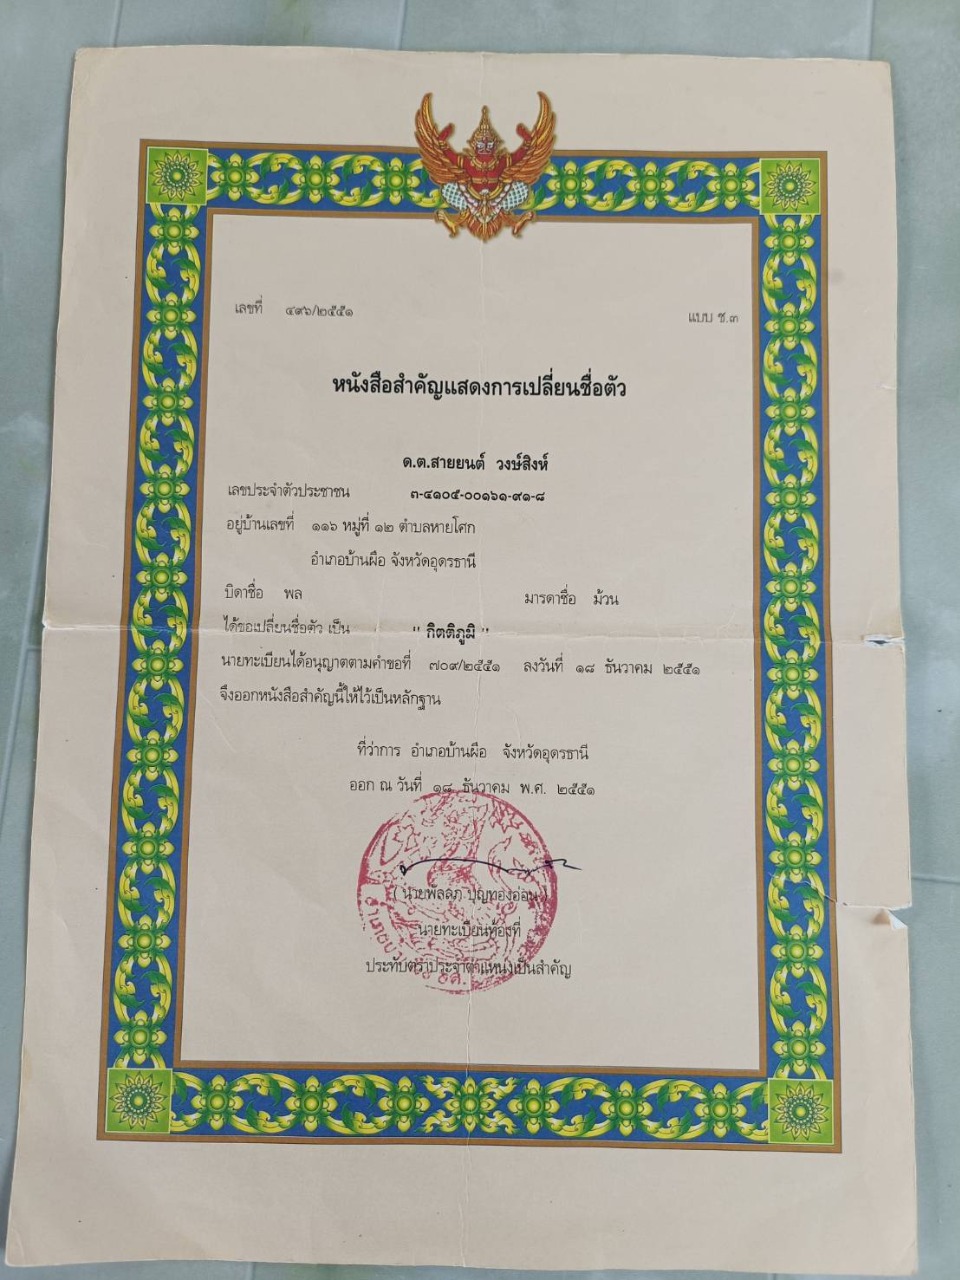 เลขที่ ๔๙๖/๒๕๕๑
แบบ ช.๓
หนังสือสำคัญแสดงการเปลี่ยนชื่อตัว
ด.ต.สายยนต์ วงษ์สิงห์
เลขประจำตัวประชาชน ๓-๔๑๐๕-๐๐๑๖๑-๙๑-๘
อยู่บ้านเลขที่ ๑๑๖ หมู่ที่ ๑๒ ตำบลหายโศก
อำเภอบ้านผือ จังหวัดอุดรธานี
บิดาชื่อ พล มารดาชื่อ ม้วน
ได้ขอเปลี่ยนชื่อตัว เป็น " กิตติภูมิ "
นายทะเบียนได้อนุญาตตามคำขอที่ ๗๐๙/๒๕๕๑ ลงวันที่ ๑๘ ธันวาคม ๒๕๕๑
จึงออกหนังสือสำคัญนี้ให้ไว้เป็นหลักฐาน
ที่ว่าการ อำเภอบ้านผือ จังหวัดอุดรธานี
ออก ณ วันที่ ๑๘ ธันวาคม พ.ศ. ๒๕๕๑
( นายพัลลภ บุญทองอ่อน )
นายทะเบียนท้องที่
ประทับตราประจำตำแหน่งเป็นสำคัญ